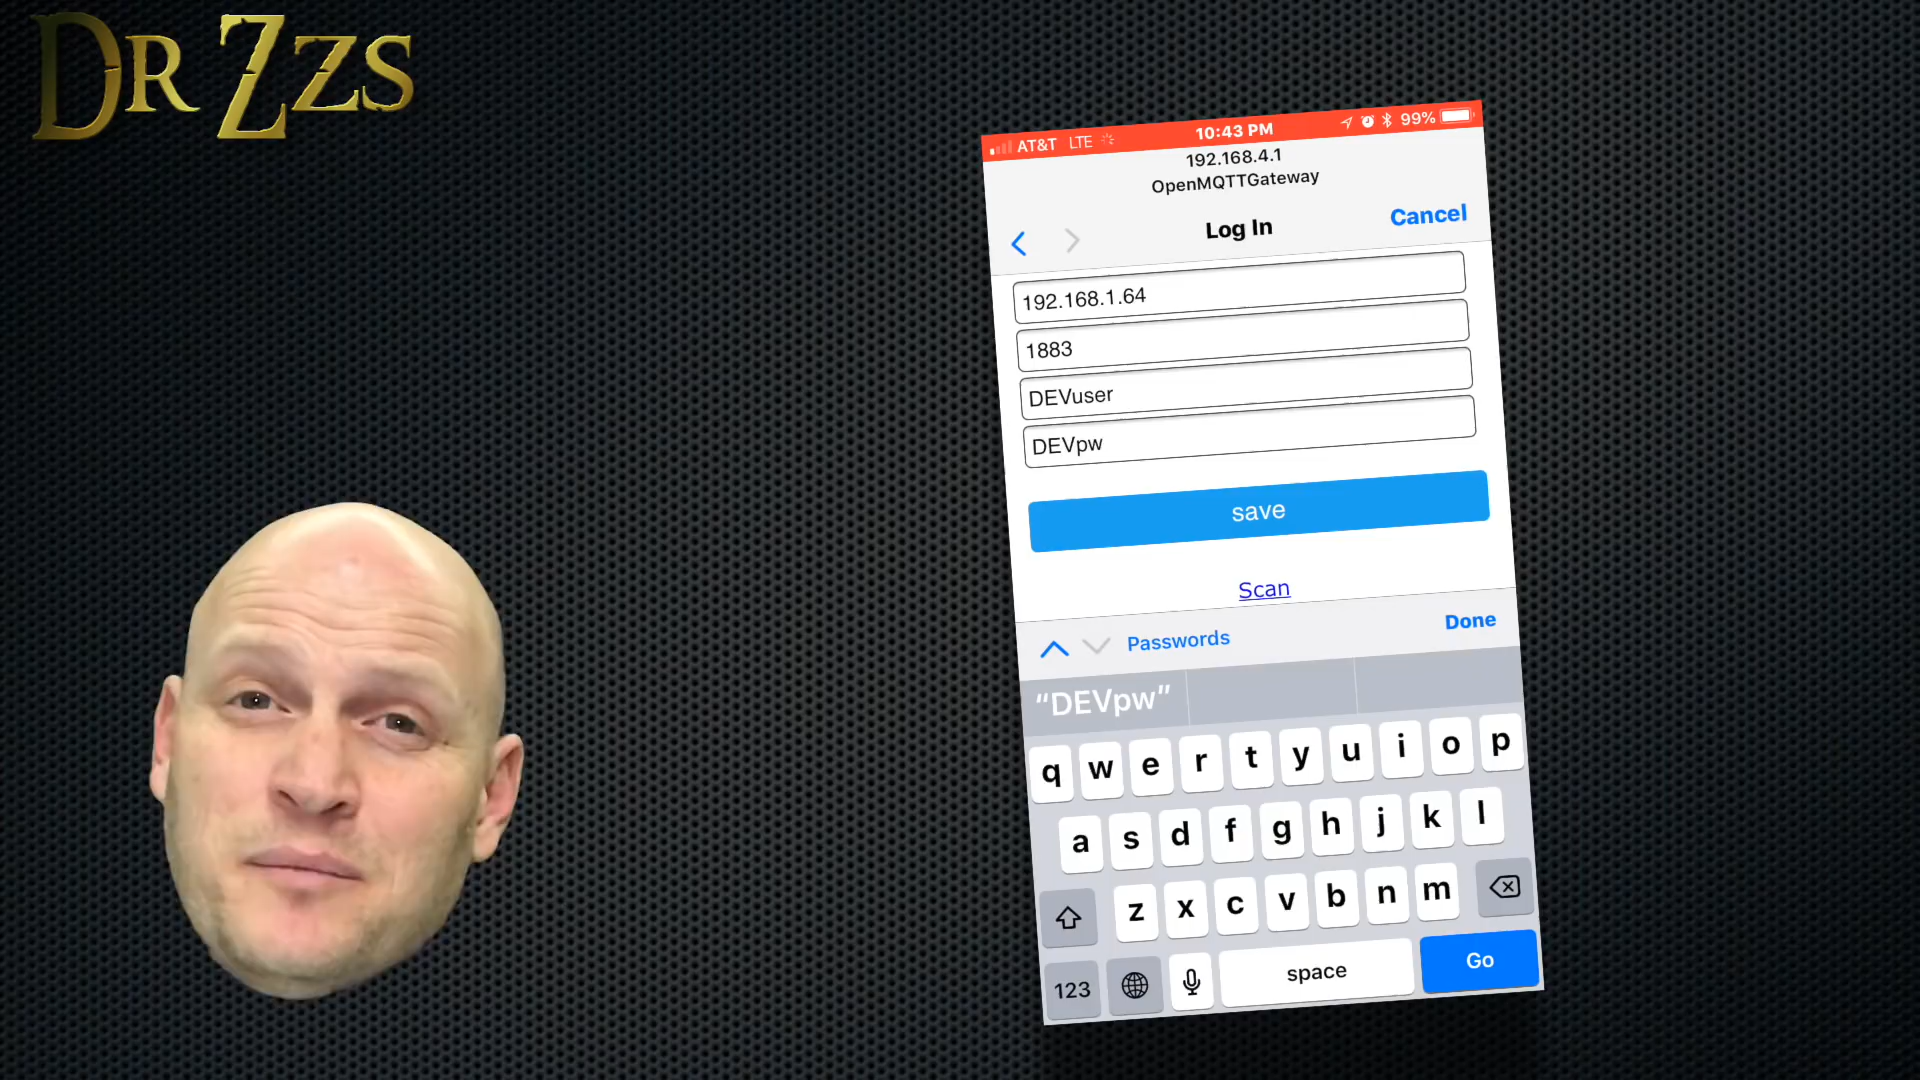 DR ZZS
AT&T LTE 10:43 PM 99%
192.168.4.1
OpenMQTTGateway
Log In Cancel
192.168.1.64
1883
DEVuser
DEVpw
save
Scan
Passwords Done
“DEVpw”
q w e r t y u i o p
a s d f g h j k l
z x c v b n m
123 space Go